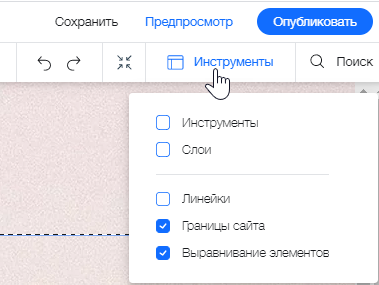 Сохранить Предпросмотр Опубликовать
Инструменты Поиск
Инструменты
Слои
Линейки
Границы сайта
Выравнивание элементов